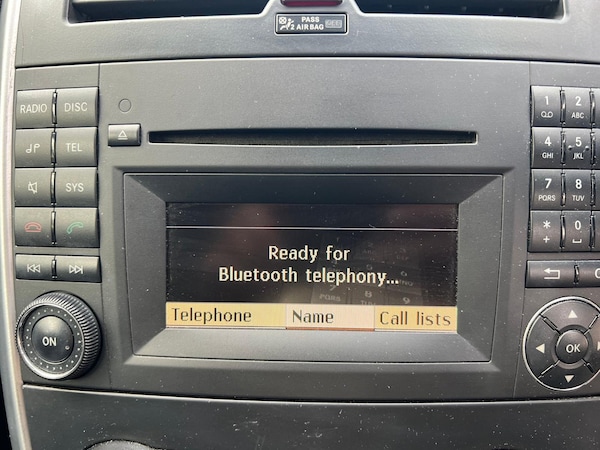 PASS
2 AIR BAG
RADIO DISC
TEL
SYS
ON
Ready for
Bluetooth telephony...
Telephone Name Call lists
1 2 ABC
4 GHI 5 JKL
7 PQRS 8 TUV
* + 0
OK